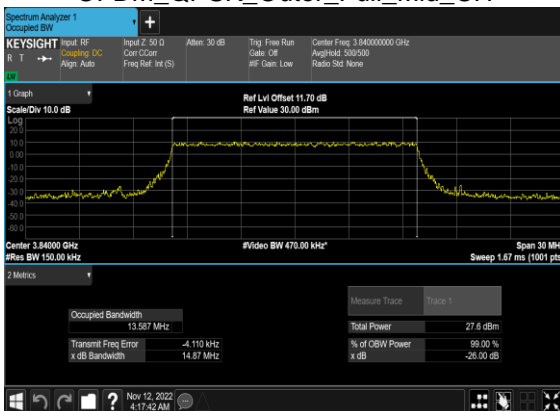 Spectrum Analyzer 1
Occupied BW
+
KEYSIGHT Input: RF Input Z: 50 Ω Atten: 30 dB Trig: Free Run Center Freq: 3.840000000 GHz
R T Coupling: DC Corr CCorr Gate: Off Avg|Hold: 500/500
Align: Auto Freq Ref: Int (S) #IF Gain: Low Radio Std: None
LV
1 Graph
Ref Lvl Offset 11.70 dB
Scale/Div 10.0 dB Ref Value 30.00 dBm
Log
20.0
10.0
0.00
-10.0
-20.0
-30.0
-40.0
-50.0
-60.0
Center 3.84000 GHz #Video BW 470.00 kHz* Span 30 MH
#Res BW 150.00 kHz Sweep 1.67 ms (1001 pts
2 Metrics
Measure Trace Trace 1
Occupied Bandwidth
13.587 MHz Total Power 27.6 dBm
Transmit Freq Error -4.110 kHz % of OBW Power 99.00 %
x dB Bandwidth 14.87 MHz x dB -26.00 dB
? Nov 12, 2022
4:17:42 AM